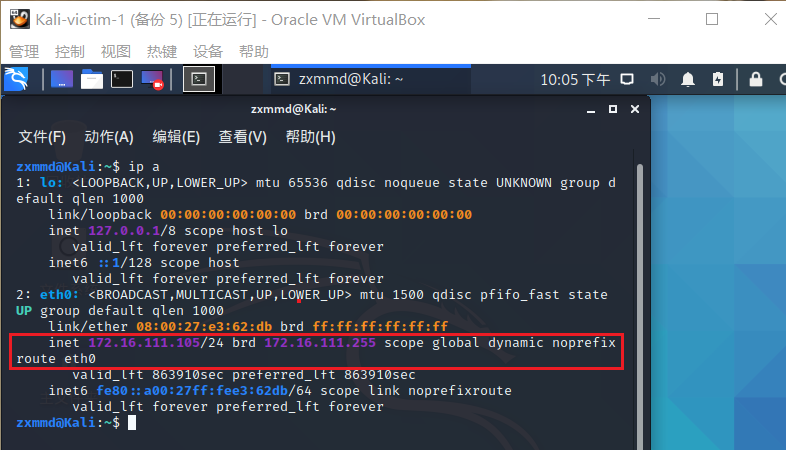 Kali-victim-1 (备份 5) [正在运行] - Oracle VM VirtualBox
管理 控制 视图 热键 设备 帮助
zxmmd@Kali: ~ 10:05 下午
zxmmd@Kali: ~
文件(F) 动作(A) 编辑(E) 查看(V) 帮助(H)
zxmmd@Kali:~$ ip a
1: lo: <LOOPBACK,UP,LOWER_UP> mtu 65536 qdisc noqueue state UNKNOWN group d
efault qlen 1000
link/loopback 00:00:00:00:00:00 brd 00:00:00:00:00:00
inet 127.0.0.1/8 scope host lo
valid_lft forever preferred_lft forever
inet6 ::1/128 scope host
valid_lft forever preferred_lft forever
2: eth0: <BROADCAST,MULTICAST,UP,LOWER_UP> mtu 1500 qdisc pfifo_fast state
UP group default qlen 1000
link/ether 08:00:27:e3:62:db brd ff:ff:ff:ff:ff:ff
inet 172.16.111.105/24 brd 172.16.111.255 scope global dynamic noprefix
route eth0
valid_lft 863910sec preferred_lft 863910sec
inet6 fe80::a00:27ff:fee3:62db/64 scope link noprefixroute
valid_lft forever preferred_lft forever
zxmmd@Kali:~$